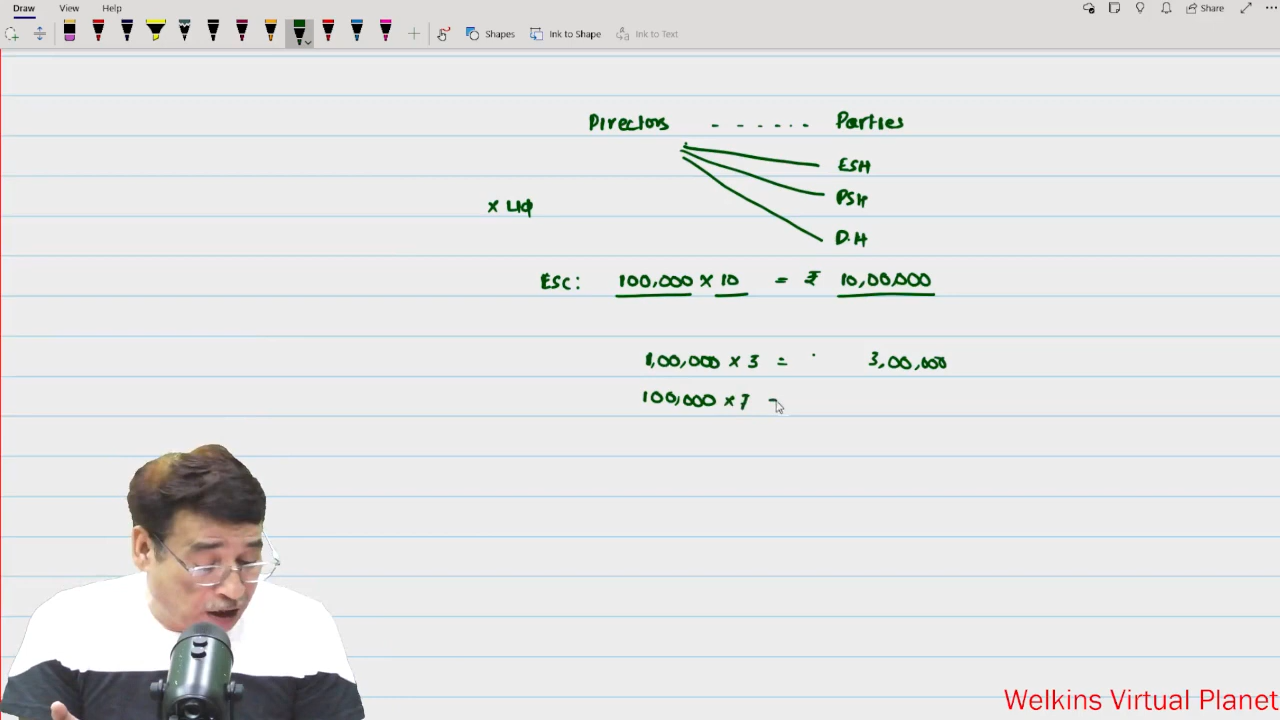 Draw View Help Share
Shapes Ink to Shape Ink to Text
Directors - - - - - - Parties
ESH
PSH
× LIQ
D.H
ESC: 100,000 × 10 = ₹ 10,00,000
1,00,000 × 3 = 3,00,000
100,000 × 7 =
Welkins Virtual Planet